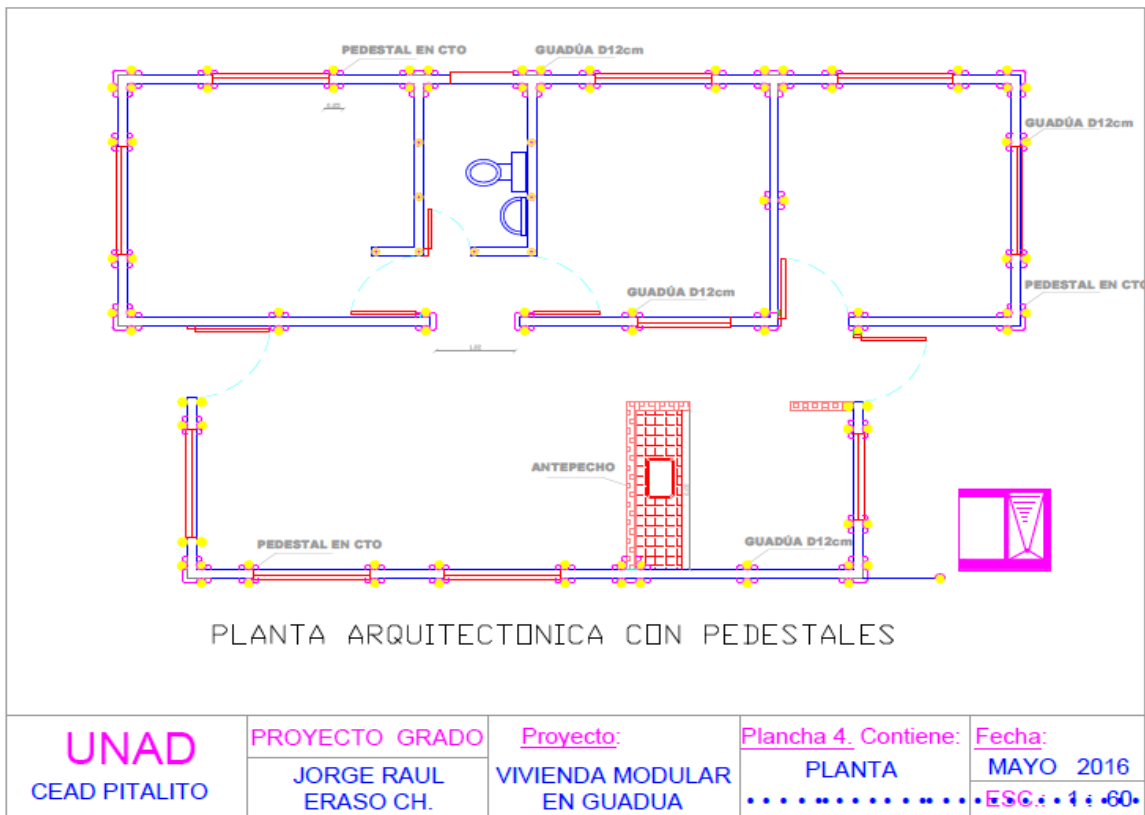 PEDESTAL EN CTO
GUADÚA D12cm
GUADÚA D12cm
PEDESTAL EN CTO
GUADÚA D12cm
ANTEPECHO
PEDESTAL EN CTO
GUADÚA D12cm
PLANTA ARQUITECTONICA CON PEDESTALES
UNAD
CEAD PITALITO
PROYECTO GRADO
JORGE RAUL
ERASO CH.
Proyecto:
VIVIENDA MODULAR
EN GUADUA
Plancha 4. Contiene:
PLANTA
Fecha:
MAYO 2016
ESC.: 1 : 60